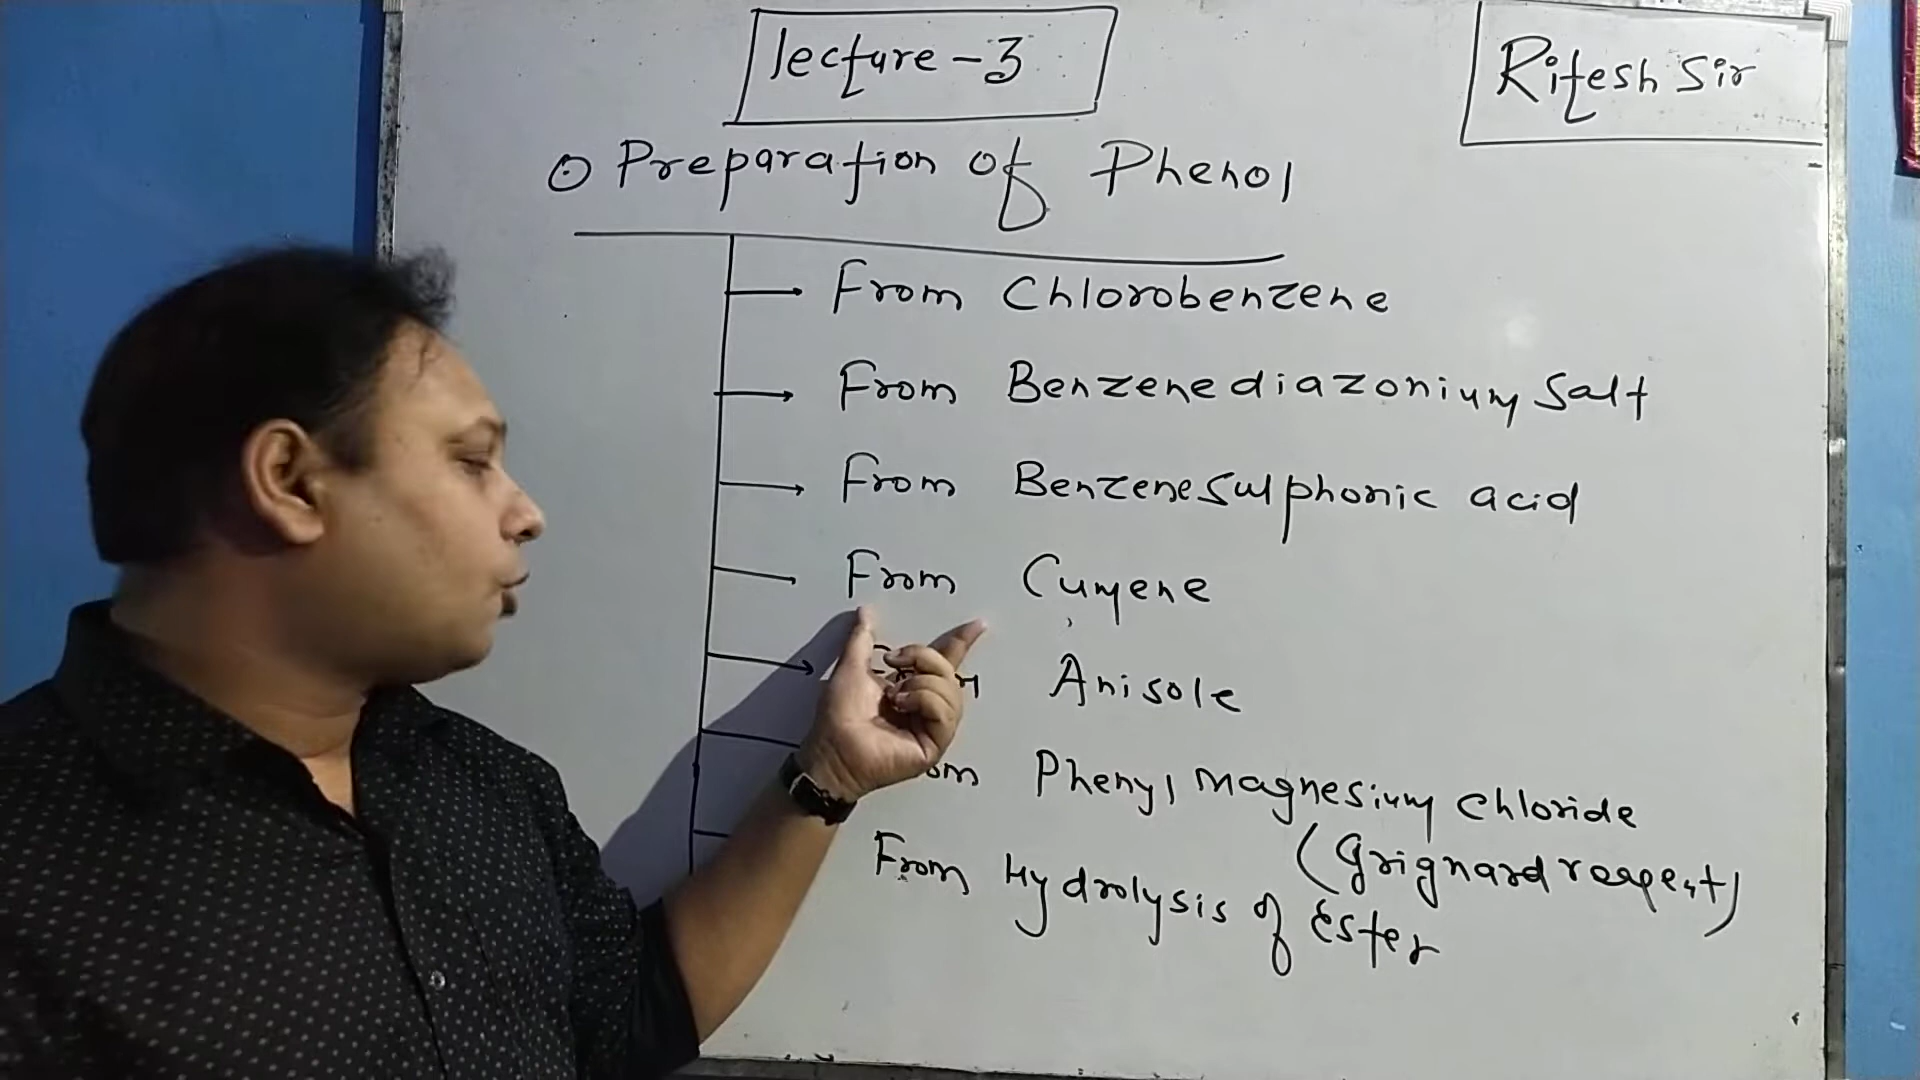 lecture-3
Ritesh Sir
Preparation of Phenol
From Chlorobenzene
From Benzenediazonium Salt
From Benzenesulphonic acid
From Cumene
Anisole
Phenyl magnesium chloride
(Grignard reagent)
From Hydrolysis of Ester